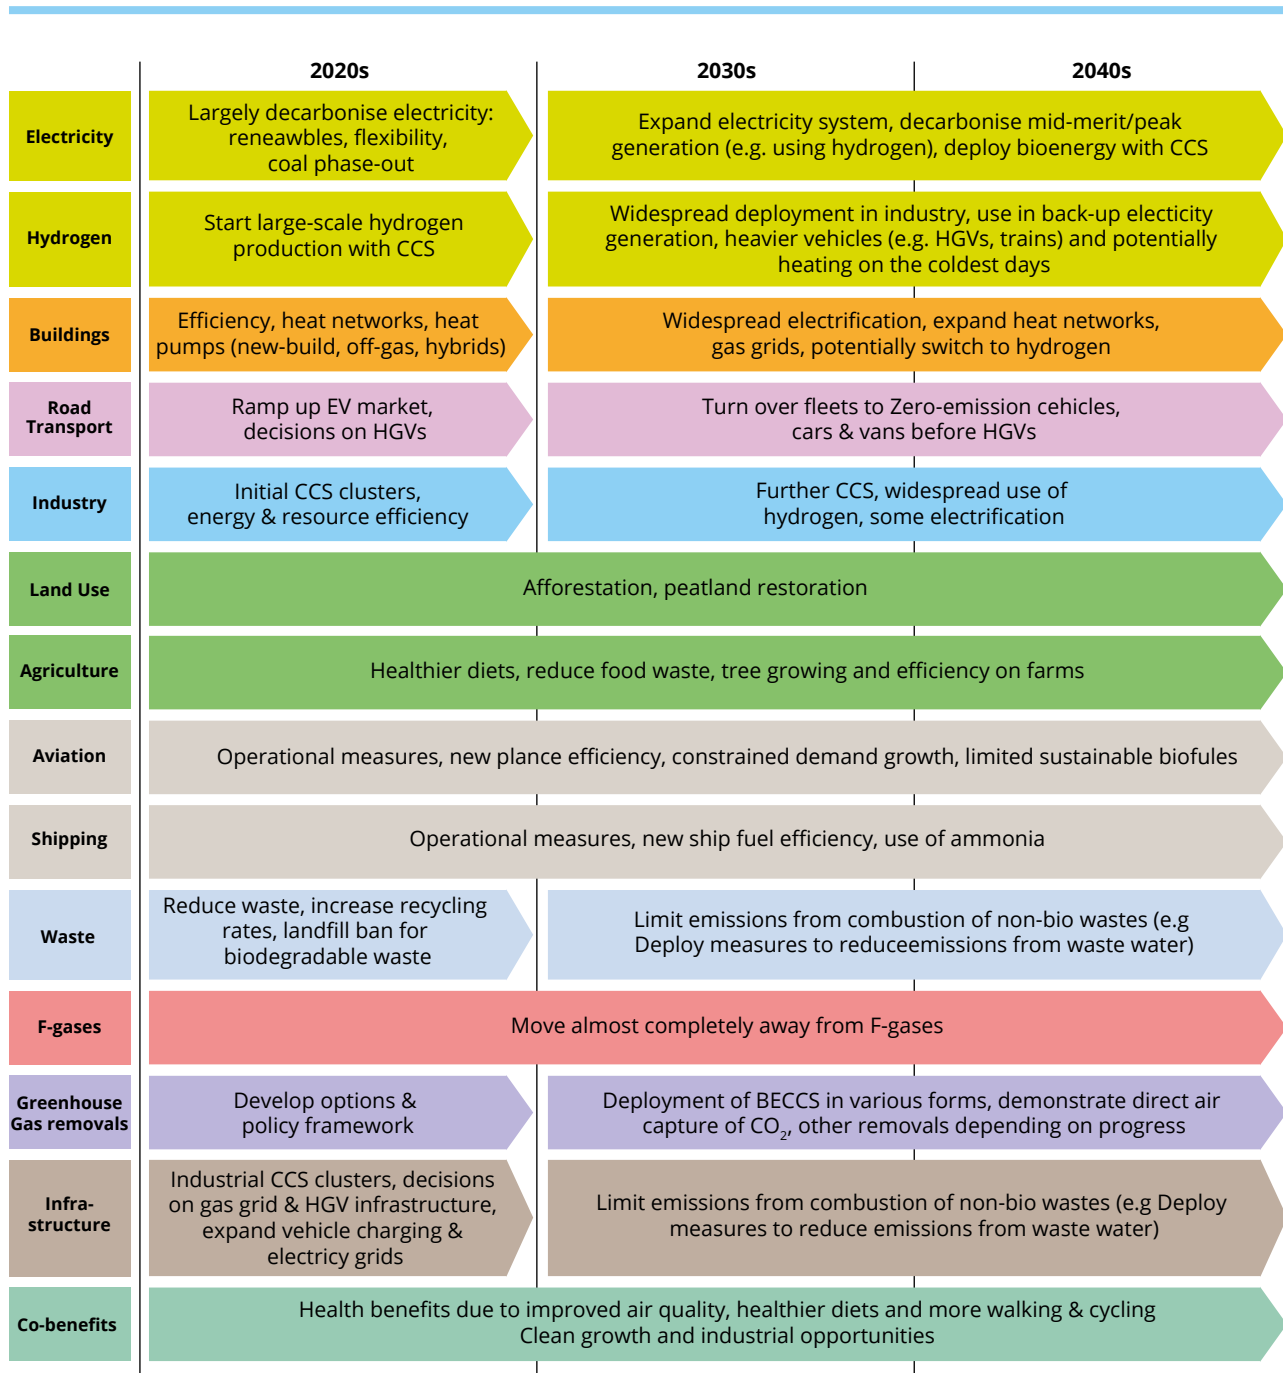 2020s
2030s
2040s
Electricity
Largely decarbonise electricity:
reneawbles, flexibility,
coal phase-out
Expand electricity system, decarbonise mid-merit/peak
generation (e.g. using hydrogen), deploy bioenergy with CCS
Hydrogen
Start large-scale hydrogen
production with CCS
Widespread deployment in industry, use in back-up electicity
generation, heavier vehicles (e.g. HGVs, trains) and potentially
heating on the coldest days
Buildings
Efficiency, heat networks, heat
pumps (new-build, off-gas, hybrids)
Widespread electrification, expand heat networks,
gas grids, potentially switch to hydrogen
Road
Transport
Ramp up EV market,
decisions on HGVs
Turn over fleets to Zero-emission cehicles,
cars & vans before HGVs
Industry
Initial CCS clusters,
energy & resource efficiency
Further CCS, widespread use of
hydrogen, some electrification
Land Use
Afforestation, peatland restoration
Agriculture
Healthier diets, reduce food waste, tree growing and efficiency on farms
Aviation
Operational measures, new plance efficiency, constrained demand growth, limited sustainable biofules
Shipping
Operational measures, new ship fuel efficiency, use of ammonia
Waste
Reduce waste, increase recycling
rates, landfill ban for
biodegradable waste
Limit emissions from combustion of non-bio wastes (e.g
Deploy measures to reduceemissions from waste water)
F-gases
Move almost completely away from F-gases
Greenhouse
Gas removals
Develop options &
policy framework
Deployment of BECCS in various forms, demonstrate direct air
capture of CO₂, other removals depending on progress
Infra-
structure
Industrial CCS clusters, decisions
on gas grid & HGV infrastructure,
expand vehicle charging &
electricy grids
Limit emissions from combustion of non-bio wastes (e.g Deploy
measures to reduce emissions from waste water)
Co-benefits
Health benefits due to improved air quality, healthier diets and more walking & cycling
Clean growth and industrial opportunities